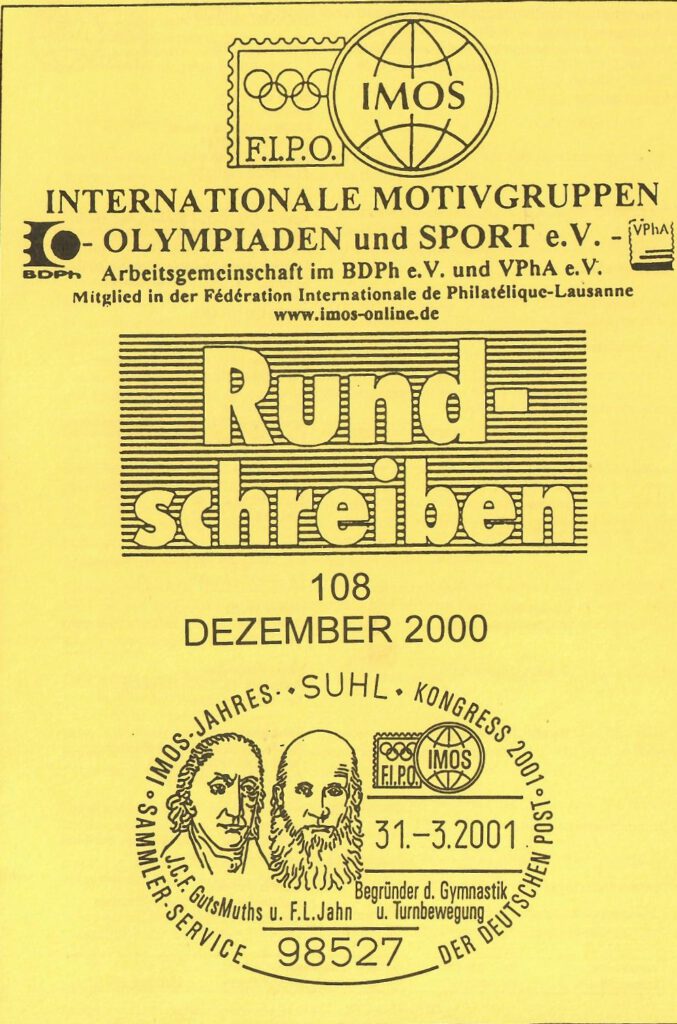 F.I.P.O.
IMOS
INTERNATIONALE MOTIVGRUPPEN
- OLYMPIADEN und SPORT e.V. -
BDPh
VPhA
Arbeitsgemeinschaft im BDPh e.V. und VPhA e.V.
Mitglied in der Fédération Internationale de Philatélique-Lausanne
www.imos-online.de
Rund-
schreiben
108
DEZEMBER 2000
IMOS-JAHRES- • SUHL • KONGRESS 2001 •
F.I.P.O.
IMOS
31.-3.2001
J.C.F. GutsMuths u. F.L.Jahn
Begründer d. Gymnastik
u. Turnbewegung
• SAMMLER-SERVICE
98527
DER DEUTSCHEN POST